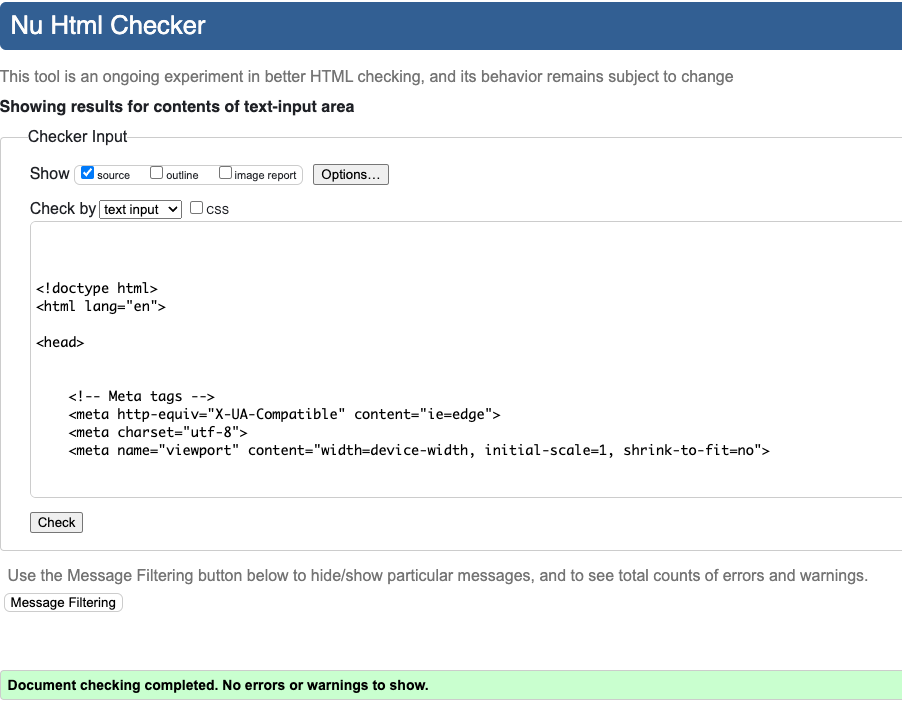 Nu Html Checker
This tool is an ongoing experiment in better HTML checking, and its behavior remains subject to change
Showing results for contents of text-input area
Checker Input
Show source outline image report Options...
Check by text input CSS
<!doctype html>
<html lang="en">
<head>
<!-- Meta tags -->
<meta http-equiv="X-UA-Compatible" content="ie=edge">
<meta charset="utf-8">
<meta name="viewport" content="width=device-width, initial-scale=1, shrink-to-fit=no">
Check
Use the Message Filtering button below to hide/show particular messages, and to see total counts of errors and warnings.
Message Filtering
Document checking completed. No errors or warnings to show.